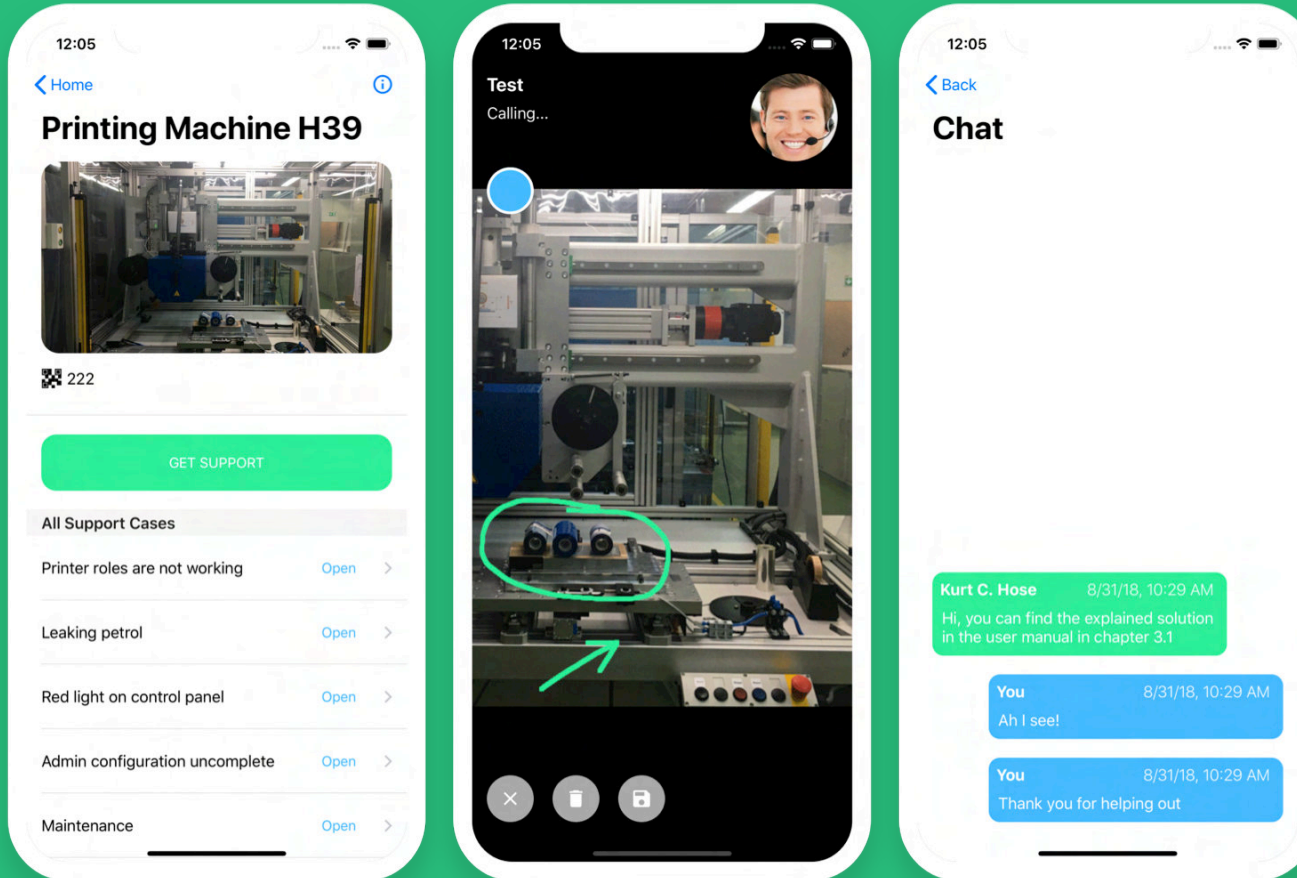 12:05
Home
Printing Machine H39
222
GET SUPPORT
All Support Cases
Printer roles are not working Open
Leaking petrol Open
Red light on control panel Open
Admin configuration uncomplete Open
Maintenance Open
12:05
Test
Calling...
12:05
Back
Chat
Kurt C. Hose 8/31/18, 10:29 AM
Hi, you can find the explained solution
in the user manual in chapter 3.1
You 8/31/18, 10:29 AM
Ah I see!
You 8/31/18, 10:29 AM
Thank you for helping out